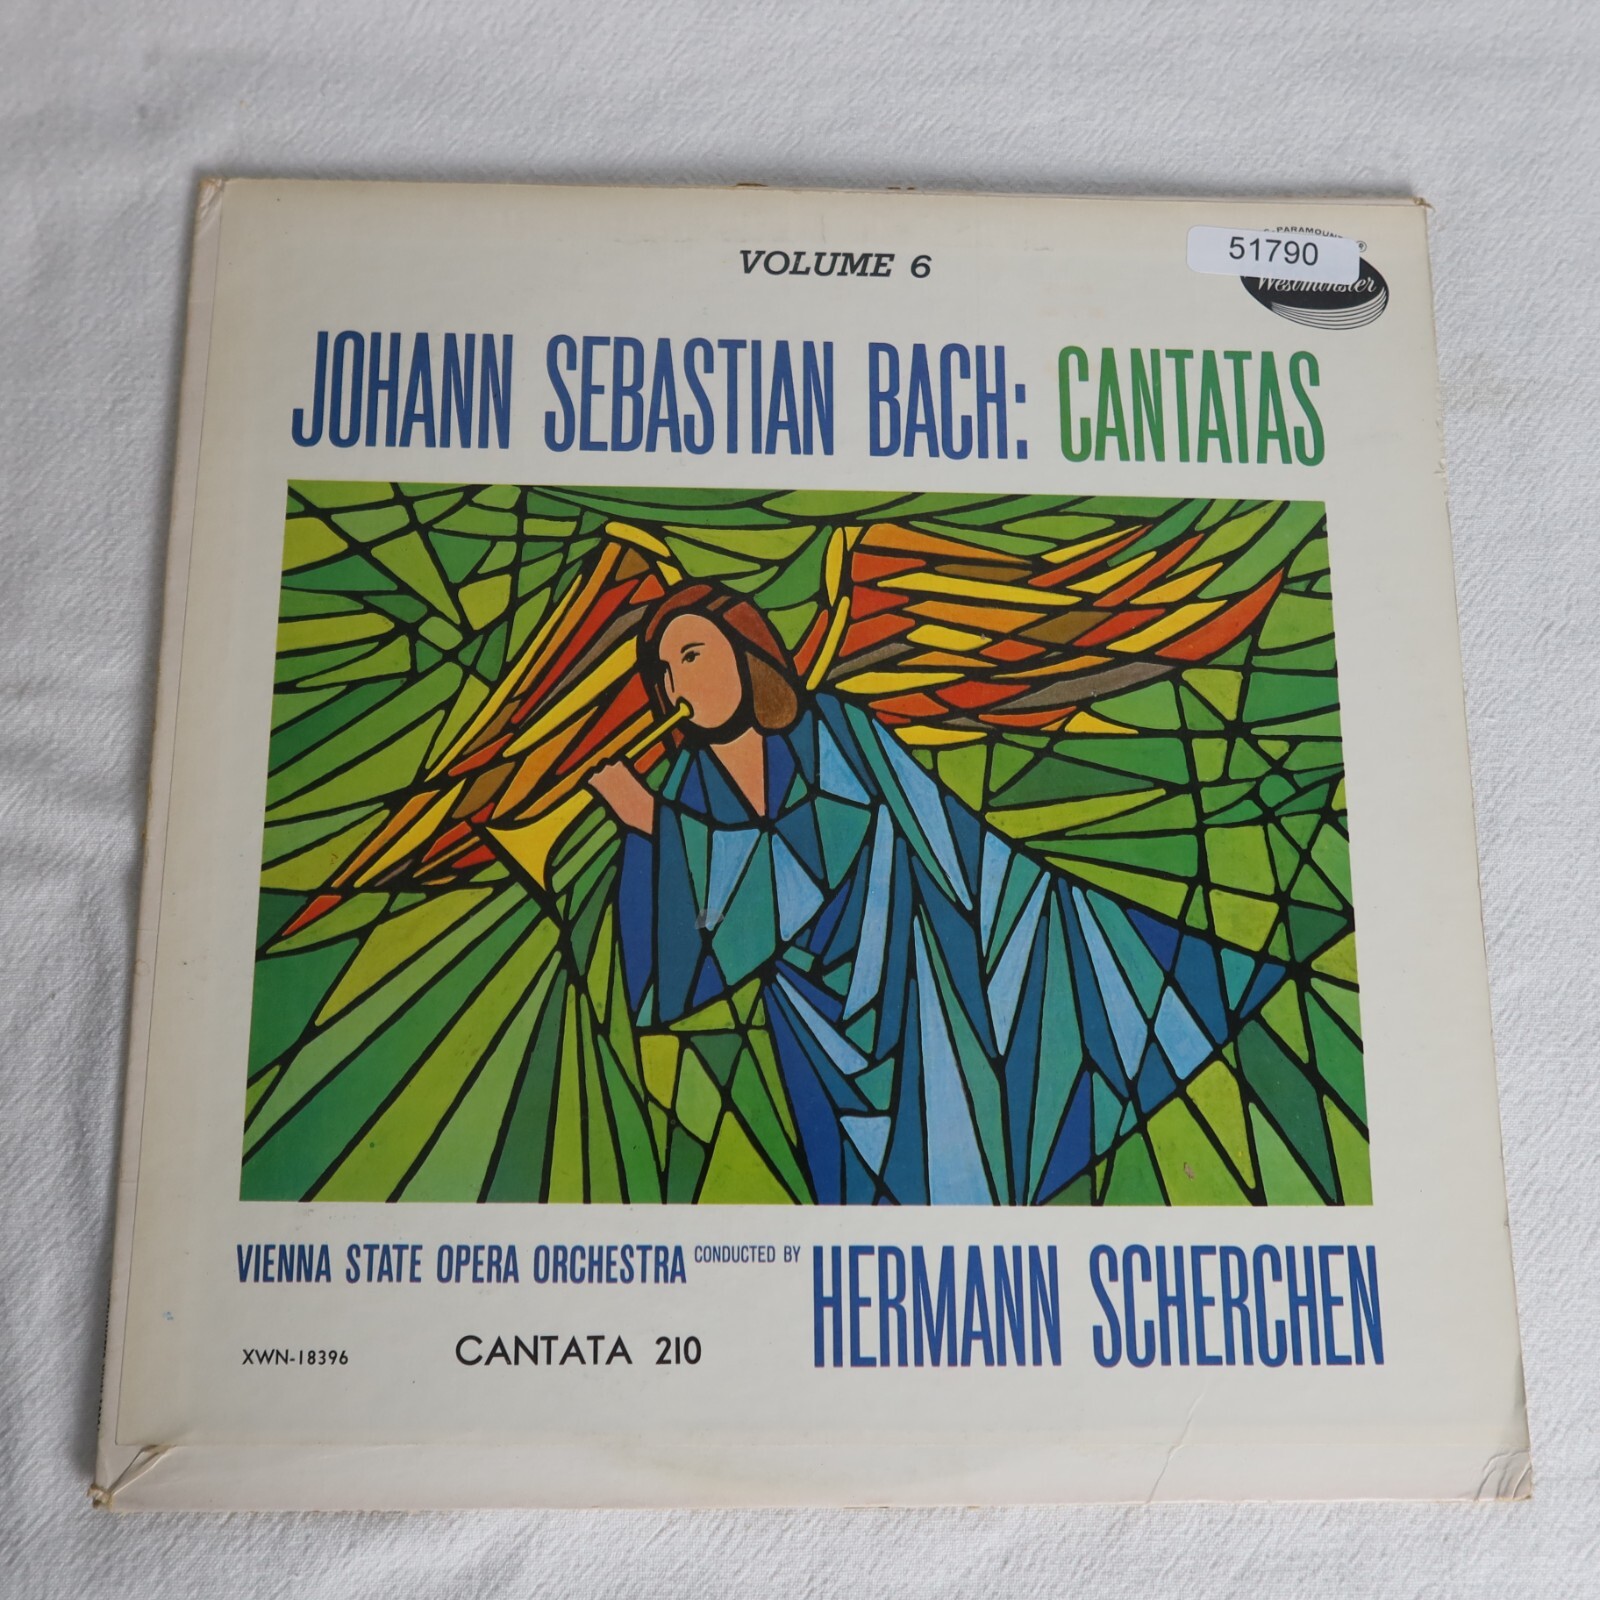 VOLUME 6
PARAMOUNT
51790
Westminster
JOHANN SEBASTIAN BACH: CANTATAS
VIENNA STATE OPERA ORCHESTRA CONDUCTED BY HERMANN SCHERCHEN
XWN-18396 CANTATA 210